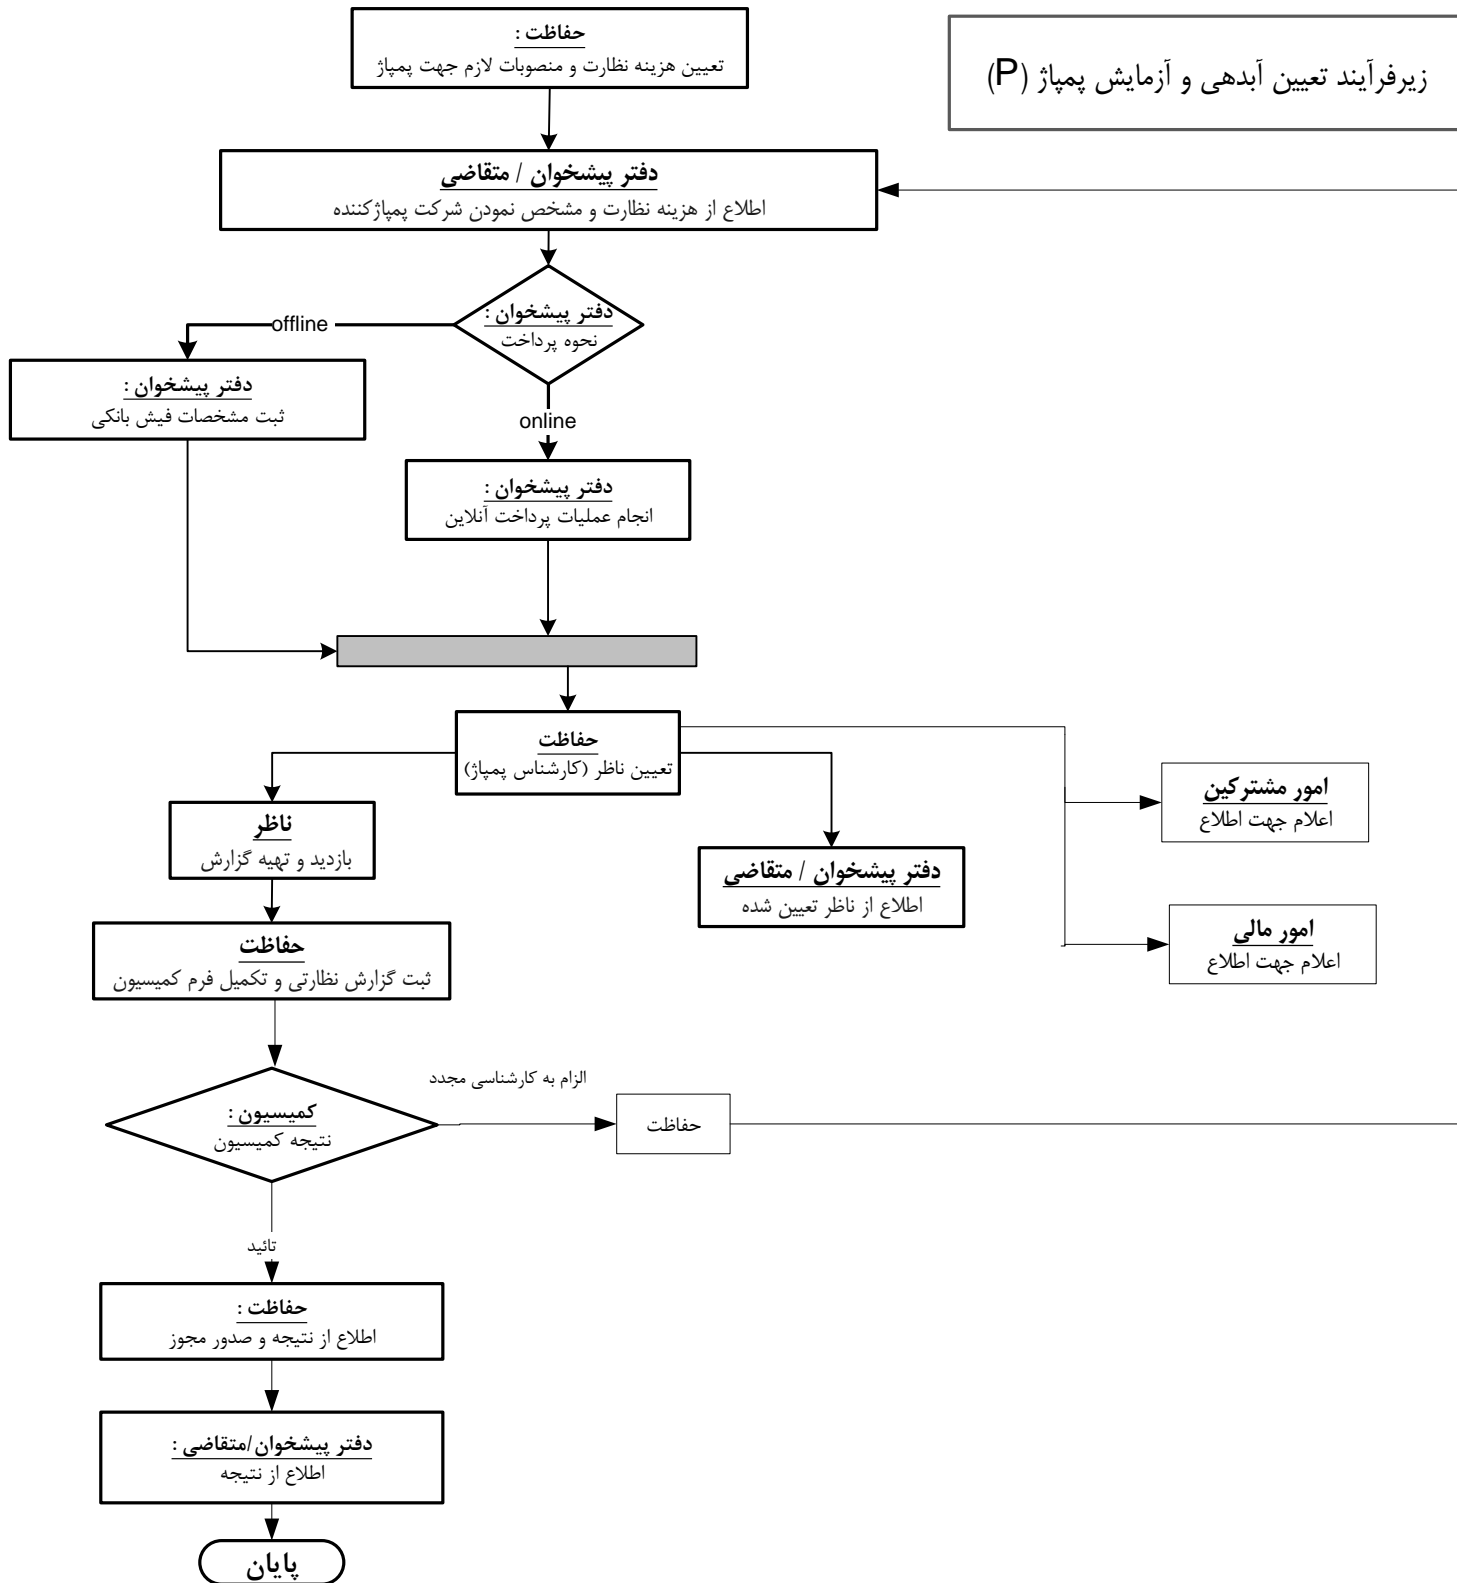 زیرفرآیند تعیین آبدهی و آزمایش پمپاژ (P)
حفاظت :
تعیین هزینه نظارت و منصوبات لازم جهت پمپاژ
دفتر پیشخوان / متقاضی
اطلاع از هزینه نظارت و مشخص نمودن شرکت پمپاژکننده
دفتر پیشخوان :
نحوه پرداخت
offline
دفتر پیشخوان :
ثبت مشخصات فیش بانکی
online
دفتر پیشخوان :
انجام عملیات پرداخت آنلاین
حفاظت
تعیین ناظر (کارشناس پمپاژ)
امور مشترکین
اعلام جهت اطلاع
ناظر
بازدید و تهیه گزارش
دفتر پیشخوان / متقاضی
اطلاع از ناظر تعیین شده
امور مالی
اعلام جهت اطلاع
حفاظت
ثبت گزارش نظارتی و تکمیل فرم کمیسیون
الزام به کارشناسی مجدد
کمیسیون :
نتیجه کمیسیون
حفاظت
تائید
حفاظت :
اطلاع از نتیجه و صدور مجوز
دفتر پیشخوان/متقاضی :
اطلاع از نتیجه
پایان